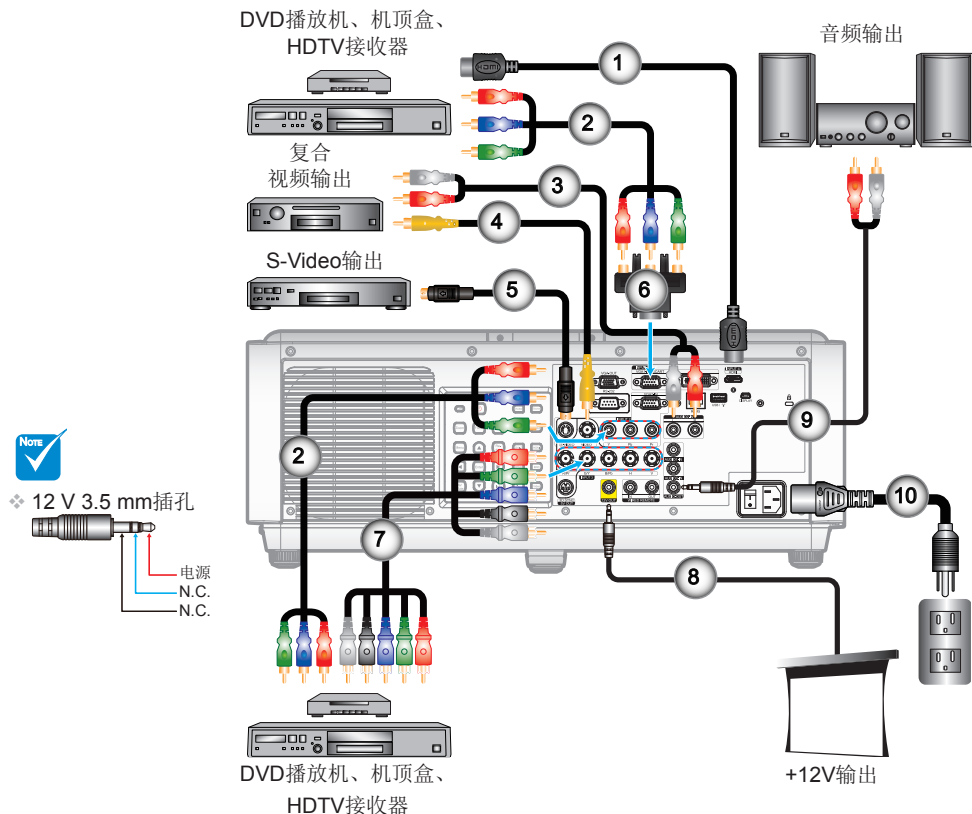 DVD播放机、机顶盒、
HDTV接收器
音频输出
HDMI
1
2
复合
视频输出
3
4
S-Video输出
5
6
9
NOTE
12 V 3.5 mm插孔
电源
N.C.
N.C.
2
7
8
10
DVD播放机、机顶盒、
HDTV接收器
+12V输出